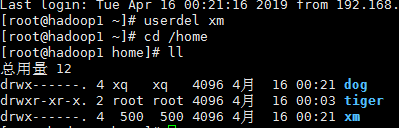 Last login: Tue Apr 16 00:21:16 2019 from 192.168.
[root@hadoop1 ~]# userdel xm
[root@hadoop1 ~]# cd /home
[root@hadoop1 home]# ll
总用量 12
drwx------. 4 xq   xq   4096 4月  16 00:21 dog
drwxr-xr-x. 2 root root 4096 4月  16 00:03 tiger
drwx------. 4  500  500 4096 4月  16 00:21 xm
[root@hadoop1 home]#